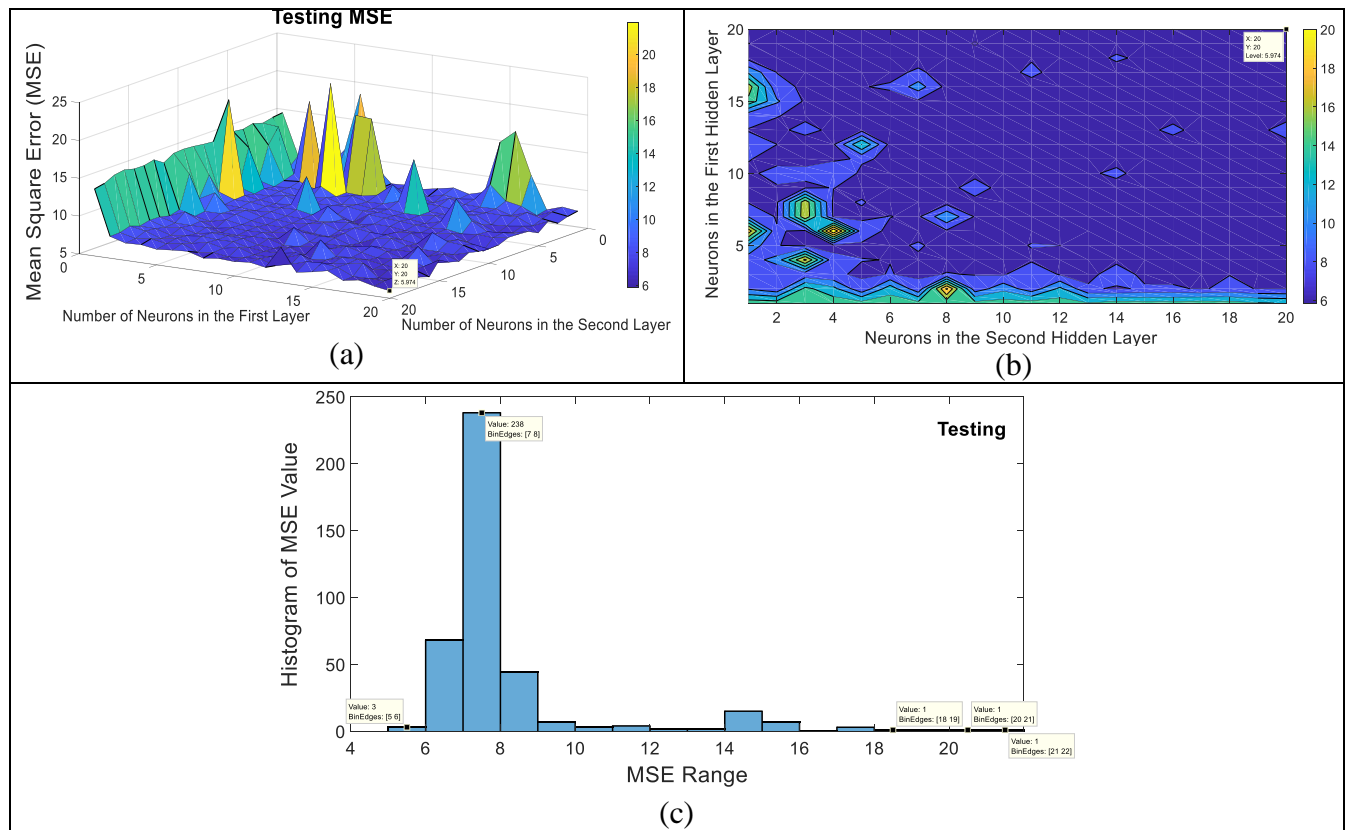 Testing MSE
Mean Square Error (MSE)
25
20
15
10
5
0
5
10
15
20
Number of Neurons in the First Layer
20
15
10
5
0
Number of Neurons in the Second Layer
X: 20
Y: 20
Z: 5.974
20
18
16
14
12
10
8
6
(a)
Neurons in the First Hidden Layer
20
15
10
5
2
4
6
8
10
12
14
16
18
20
Neurons in the Second Hidden Layer
X: 20
Y: 20
Level: 5.974
20
18
16
14
12
10
8
6
(b)
Histogram of MSE Value
250
200
150
100
50
0
4
6
8
10
12
14
16
18
20
MSE Range
Testing
Value: 238
BinEdges: [7 8]
Value: 3
BinEdges: [5 6]
Value: 1
BinEdges: [18 19]
Value: 1
BinEdges: [20 21]
Value: 1
BinEdges: [21 22]
(c)